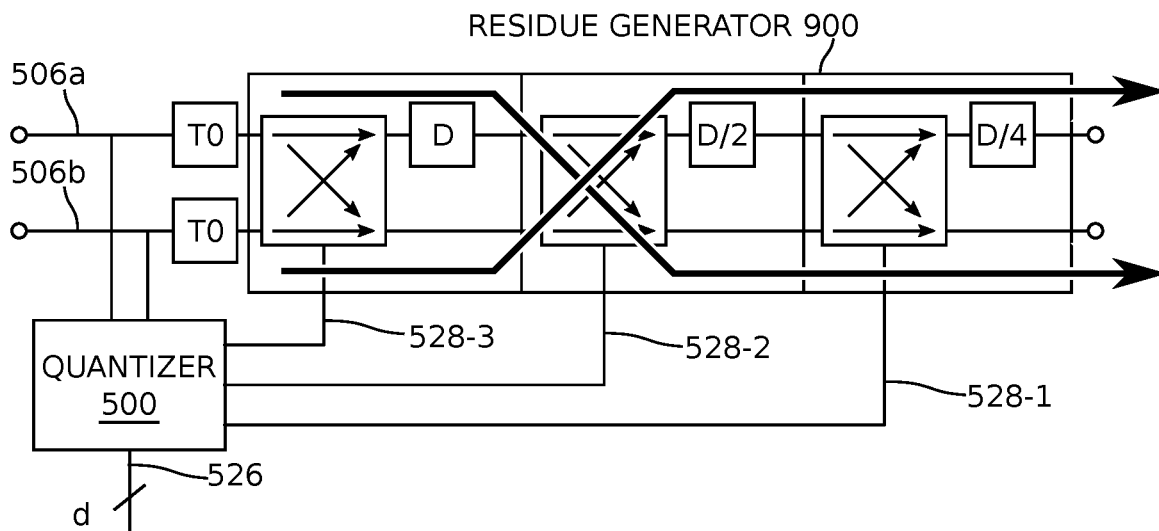 RESIDUE GENERATOR 900
506a
T0
D
D/2
D/4
506b
T0
528-3
528-2
528-1
QUANTIZER
500
526
d